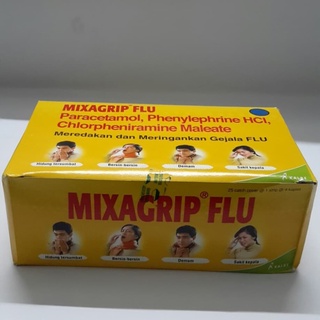 MIXAGRIP® FLU
Paracetamol, Phenylephrine HCl,
Chlorpheniramine Maleate
Meredakan dan Meringankan Gejala FLU
Hidung tersumbat Bersin-bersin Demam Sakit kepala
MIXAGRIP® FLU
Hidung tersumbat Bersin-bersin Demam Sakit kepala